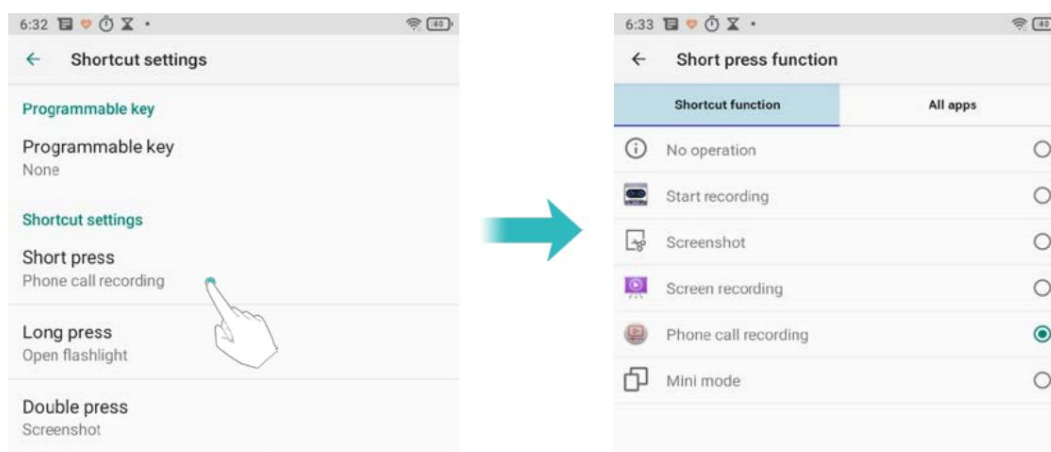 6:32
40
Shortcut settings
Programmable key
Programmable key
None
Shortcut settings
Short press
Phone call recording
Long press
Open flashlight
Double press
Screenshot
6:33
40
Short press function
Shortcut function All apps
No operation
Start recording
Screenshot
Screen recording
Phone call recording
Mini mode